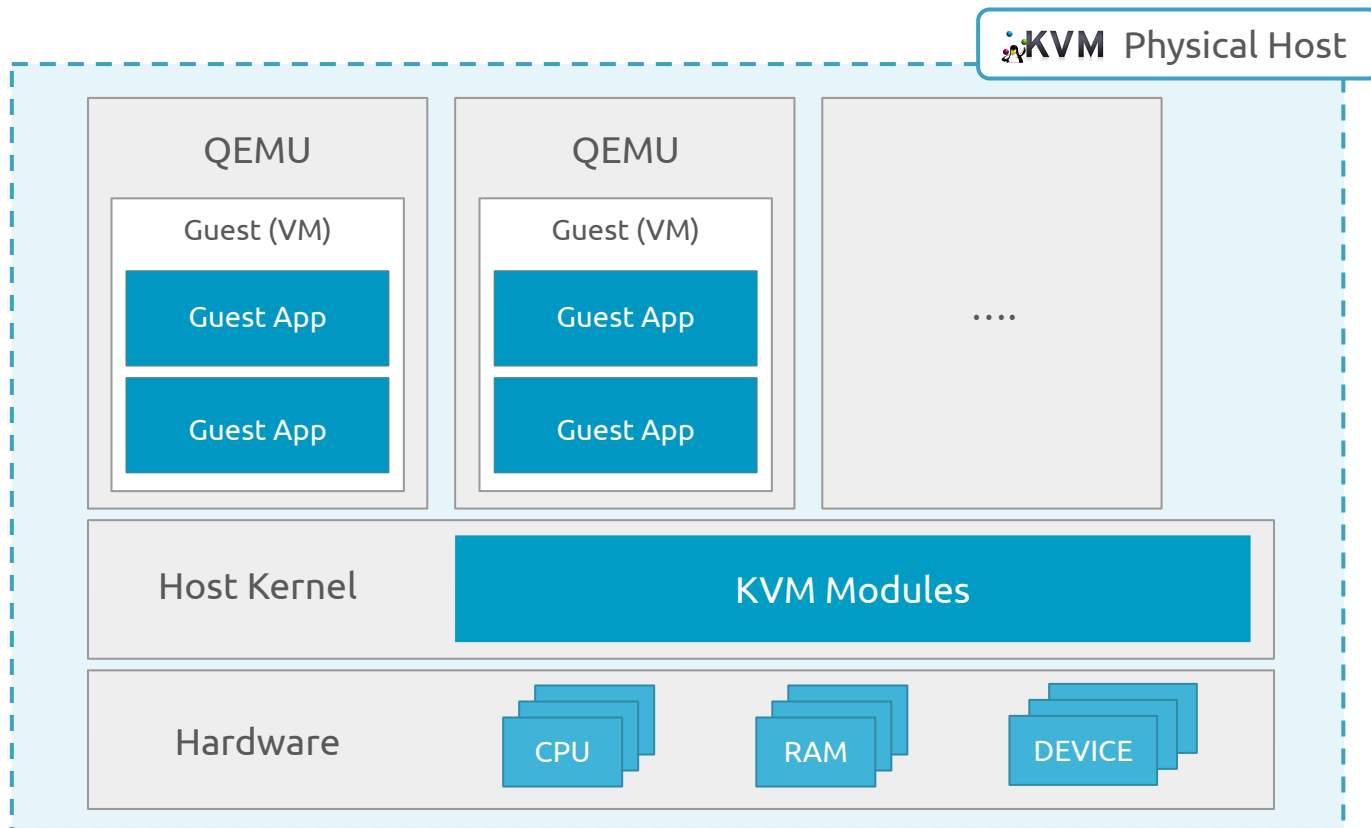 KVM Physical Host
QEMU
Guest (VM)
Guest App
Guest App
QEMU
Guest (VM)
Guest App
Guest App
....
Host Kernel
KVM Modules
Hardware
CPU
RAM
DEVICE